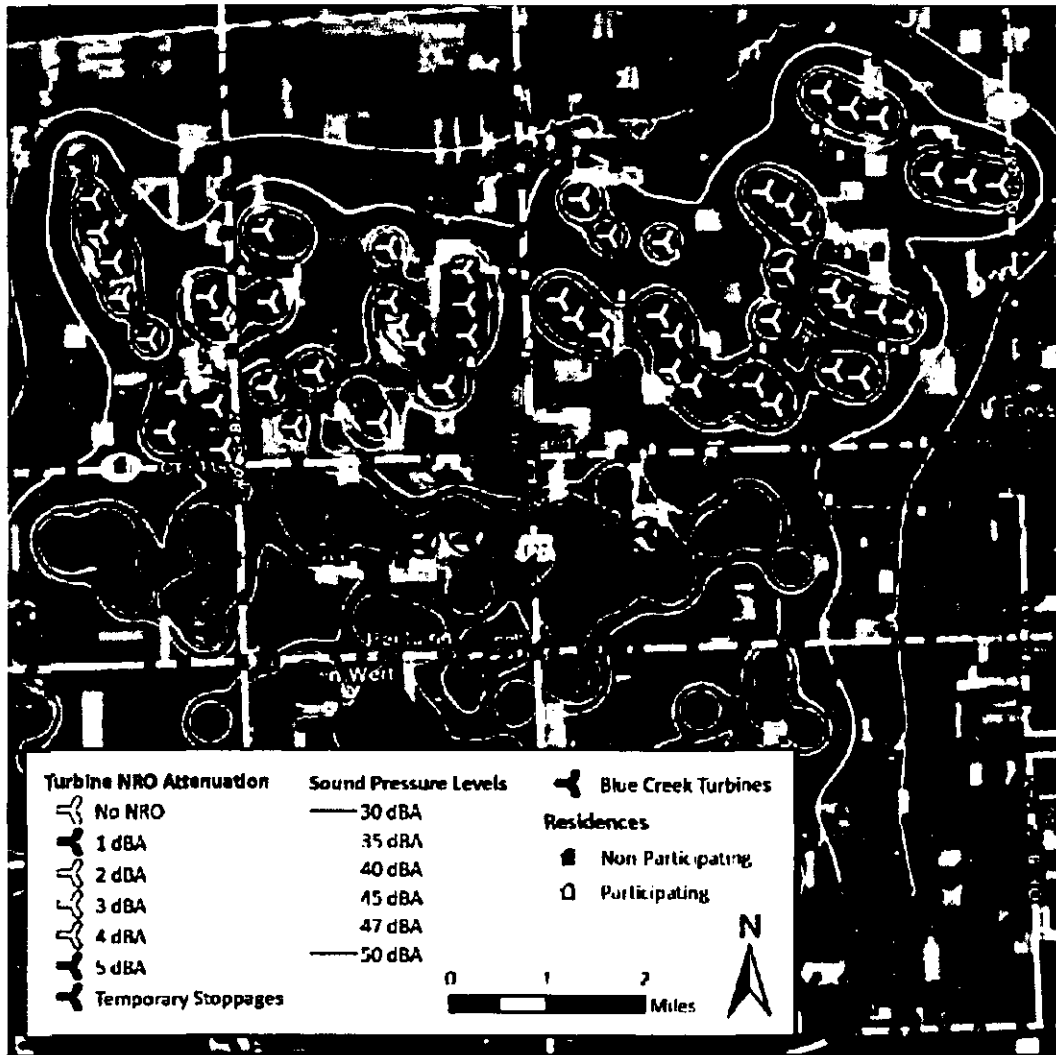 Turbine NRO Attenuation
No NRO
1 dBA
2 dBA
3 dBA
4 dBA
5 dBA
Temporary Stoppages
Sound Pressure Levels
30 dBA
35 dBA
40 dBA
45 dBA
47 dBA
50 dBA
Blue Creek Turbines
Residences
Non Participating
Participating
N
0 1 2
Miles